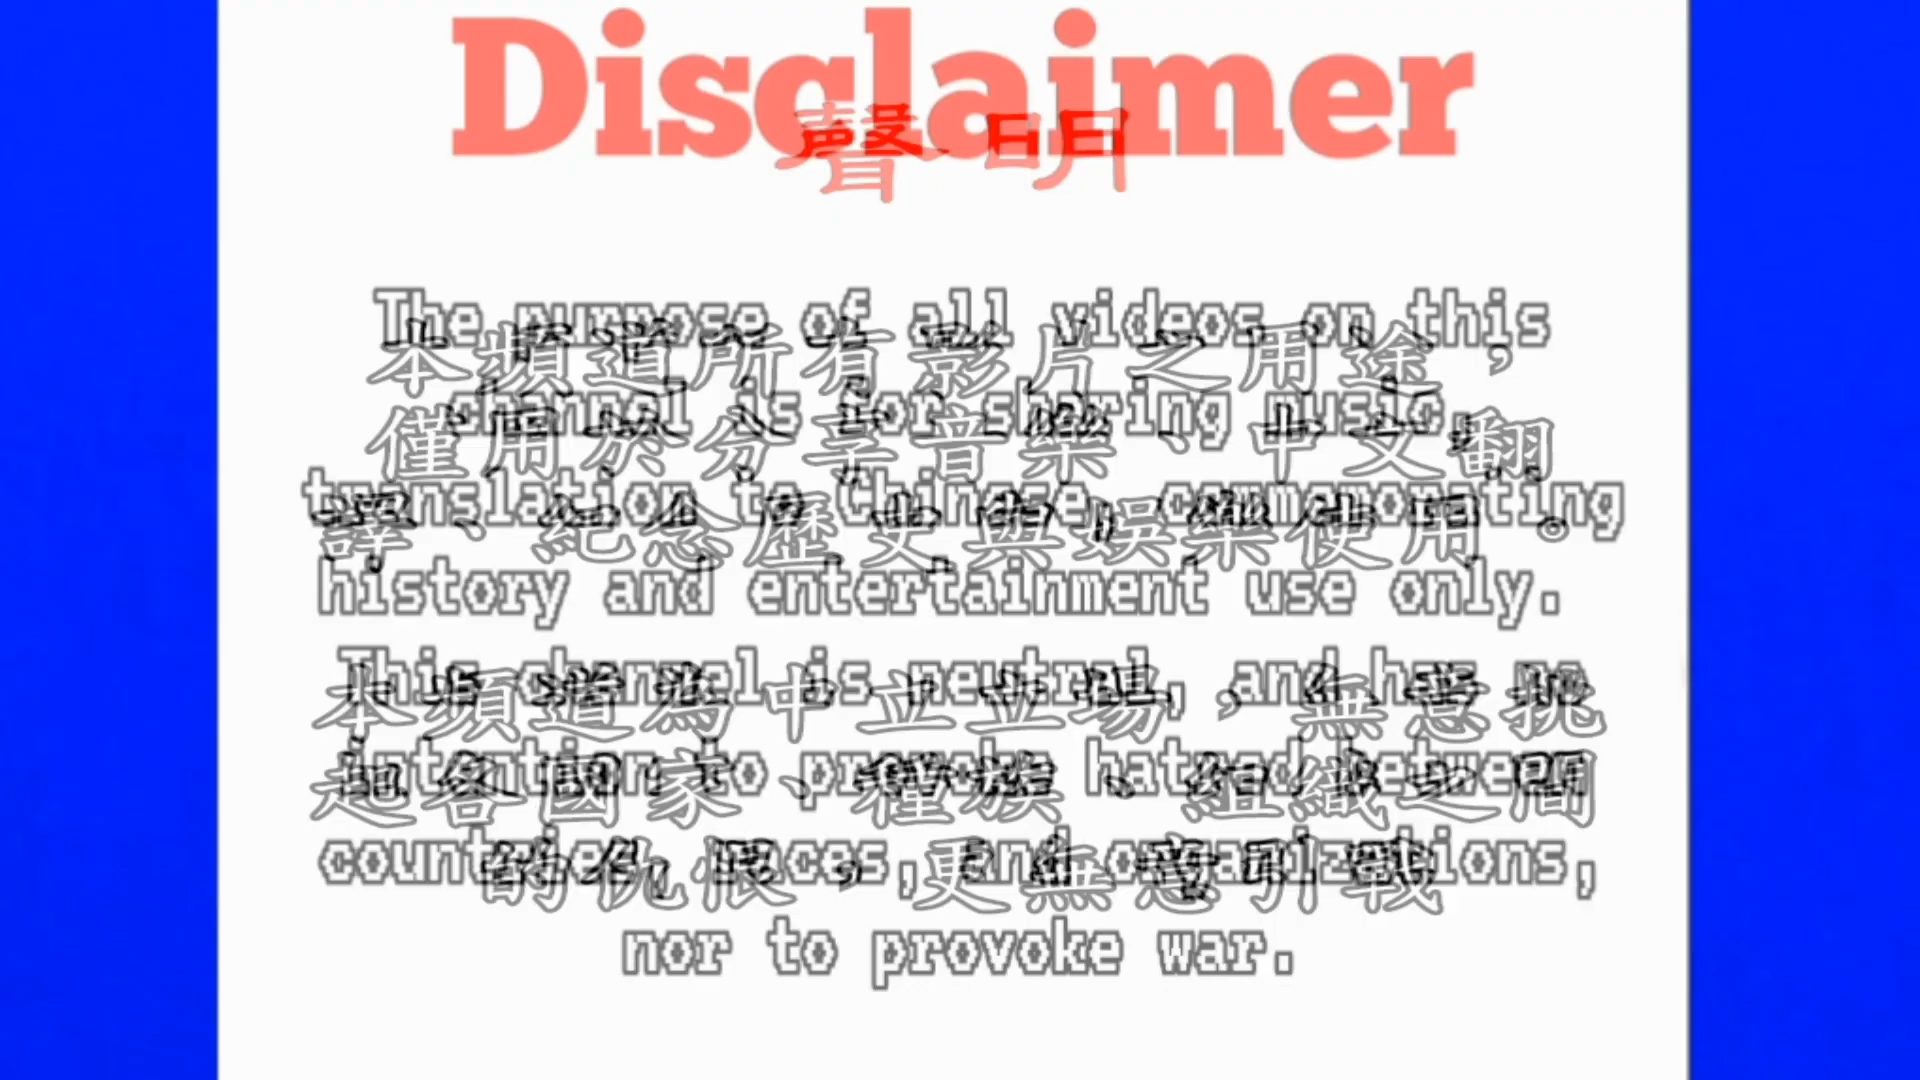 Disclaimer
聲明
The purpose of all videos on this
channel is for sharing music,
translation to Chinese, commemorating
history and entertainment use only.
This channel is neutral, and has no
intention to provoke hatred between
countries, races, and organizations,
nor to provoke war.
本頻道所有影片之用途，
僅用於分享音樂、中文翻
譯、紀念歷史與娛樂使用。
本頻道為中立立場，無意挑
起各國家、種族、組織之間
的仇恨，更無意引戰